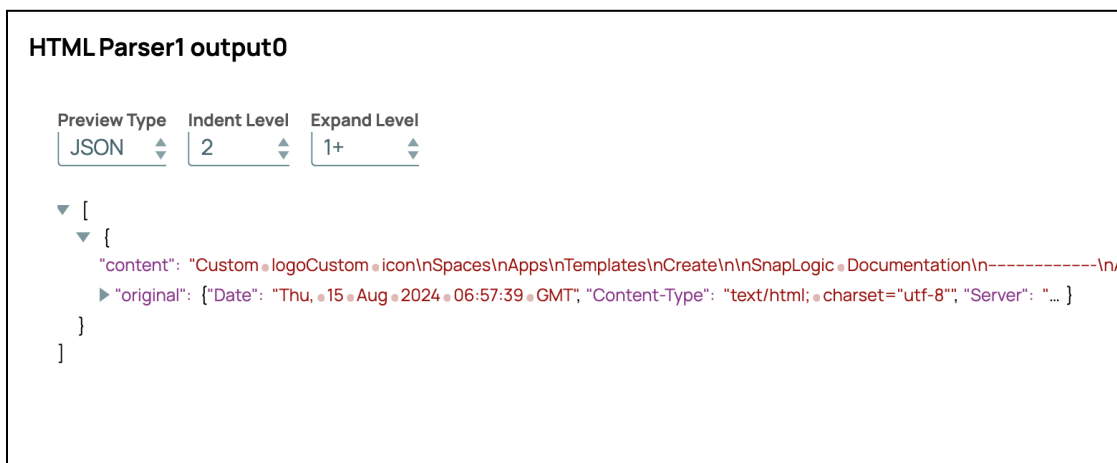 HTML Parser1 output0
Preview Type Indent Level Expand Level
JSON 2 1+
[
{
"content": "Custom•logoCustom•icon\nSpaces\nApps\nTemplates\nCreate\n\nSnapLogic•Documentation\n-------------\n
"original": {"Date": "Thu,•15•Aug•2024•06:57:39•GMT", "Content-Type": "text/html;•charset="utf-8"", "Server": "... }
}
]